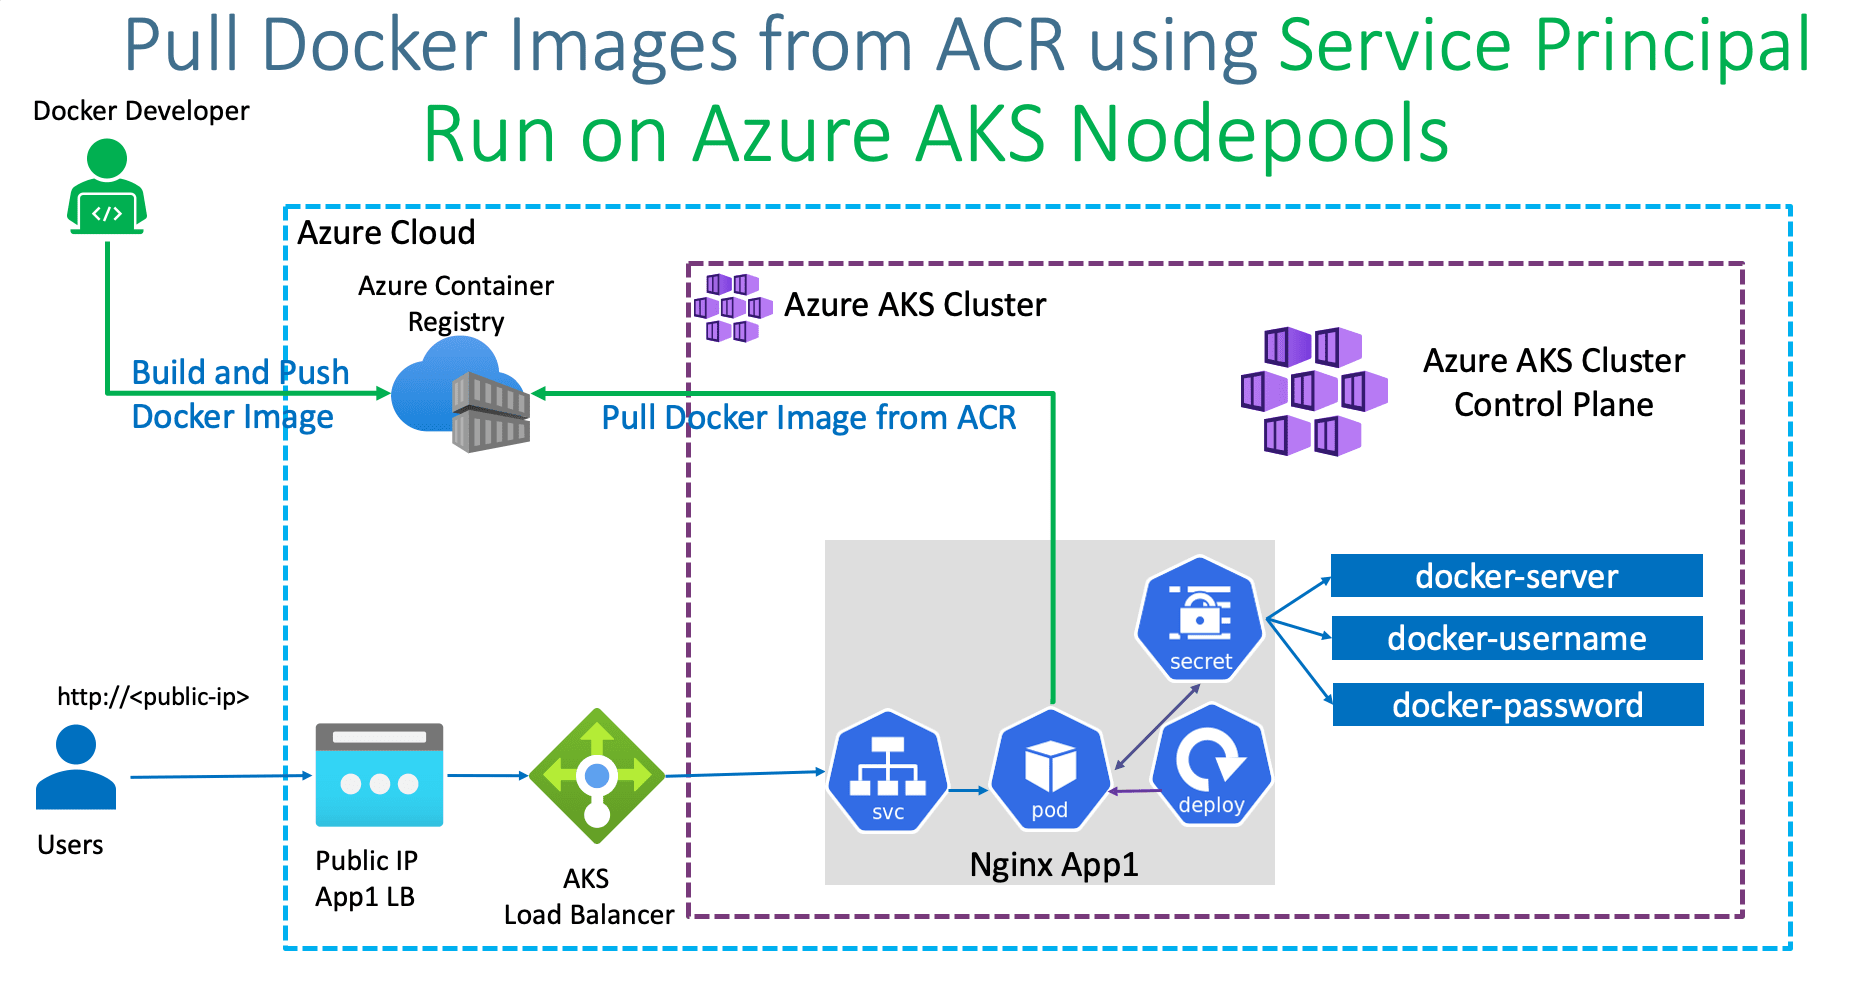 Pull Docker Images from ACR using Service Principal
Run on Azure AKS Nodepools
Docker Developer
Azure Cloud
Azure Container
Registry
Azure AKS Cluster
Azure AKS Cluster
Control Plane
Build and Push
Docker Image
Pull Docker Image from ACR
docker-server
docker-username
docker-password
secret
http://<public-ip>
svc
pod
deploy
Nginx App1
Users
Public IP
App1 LB
AKS
Load Balancer